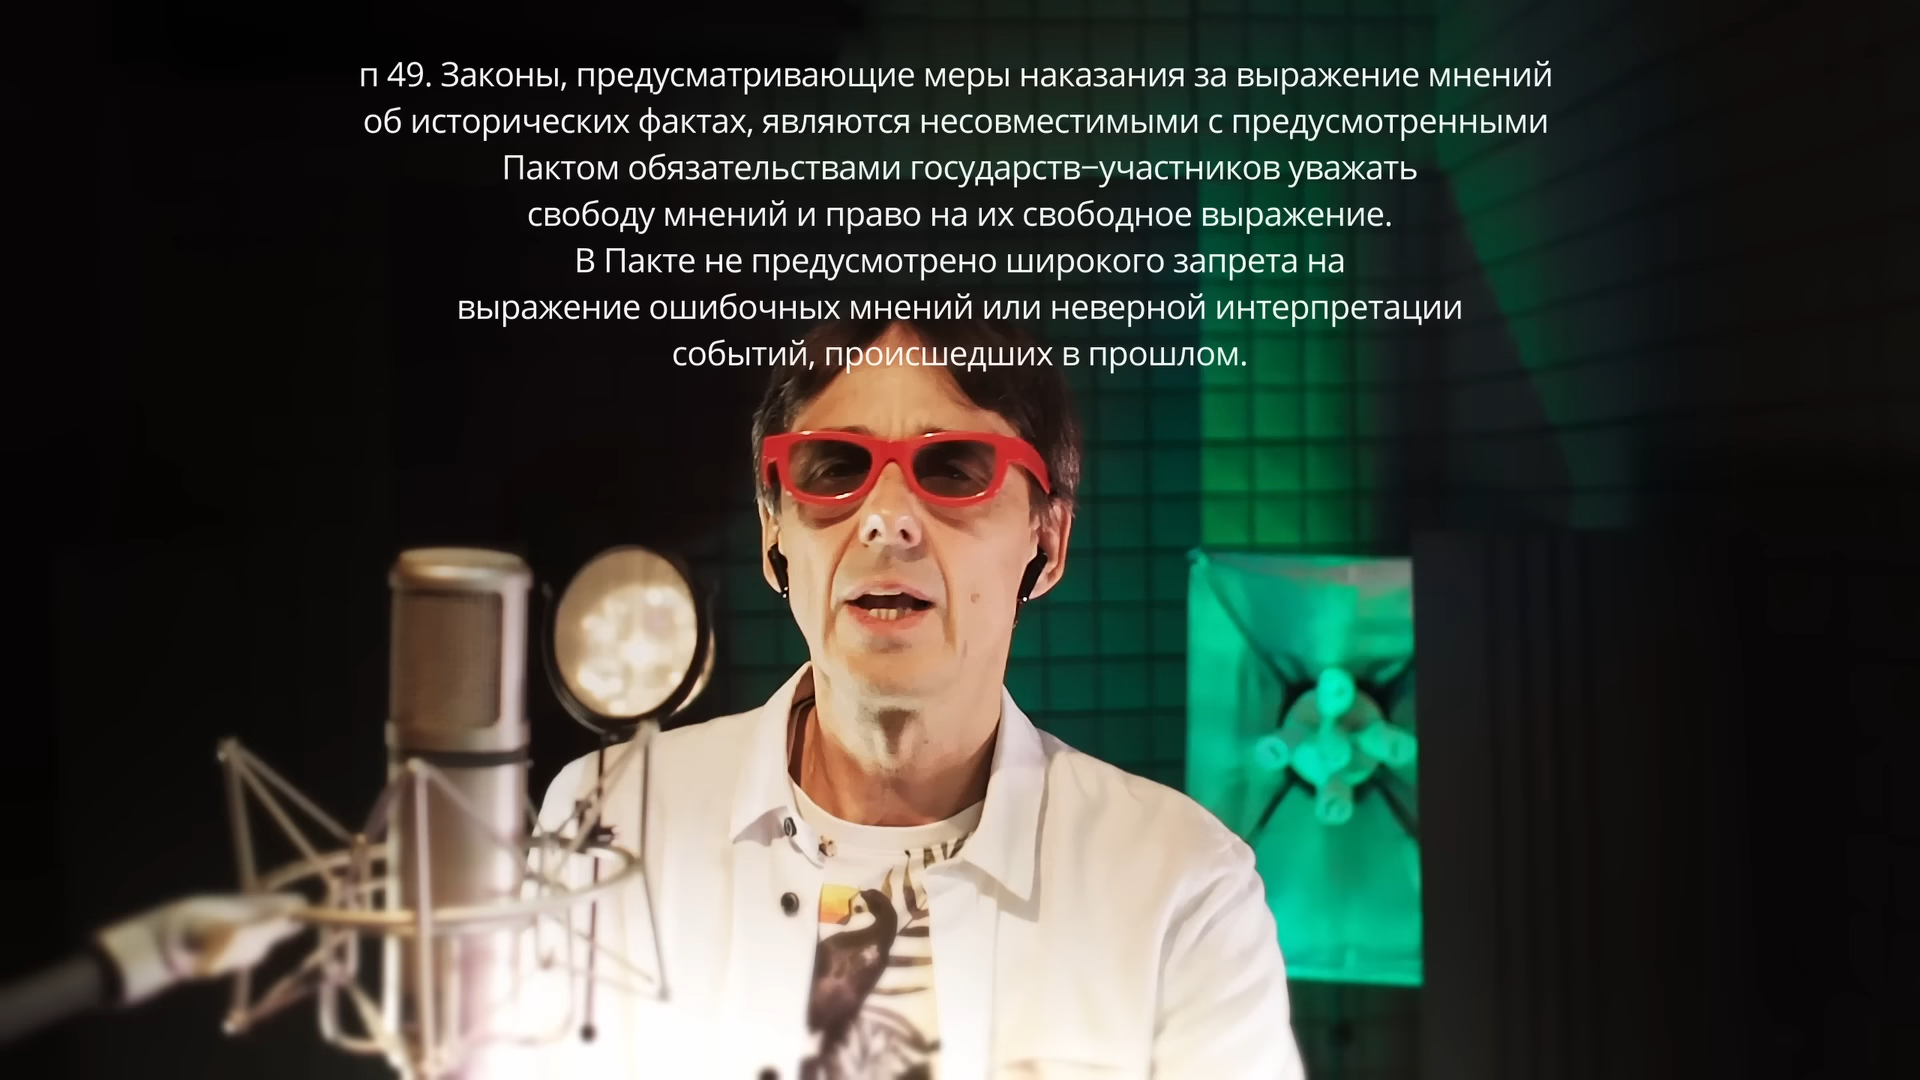 п 49. Законы, предусматривающие меры наказания за выражение мнений
об исторических фактах, являются несовместимыми с предусмотренными
Пактом обязательствами государств–участников уважать
свободу мнений и право на их свободное выражение.
В Пакте не предусмотрено широкого запрета на
выражение ошибочных мнений или неверной интерпретации
событий, происшедших в прошлом.